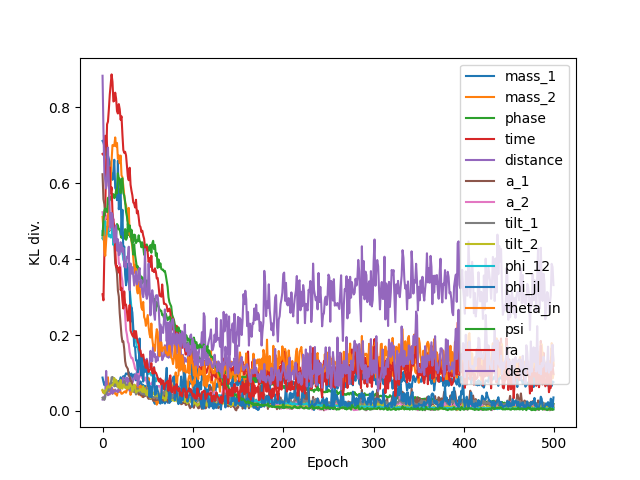 KL div.
0.8
0.6
0.4
0.2
0.0
0
100
200
300
400
500
Epoch
mass_1
mass_2
phase
time
distance
a_1
a_2
tilt_1
tilt_2
phi_12
phi_jl
theta_jn
psi
ra
dec